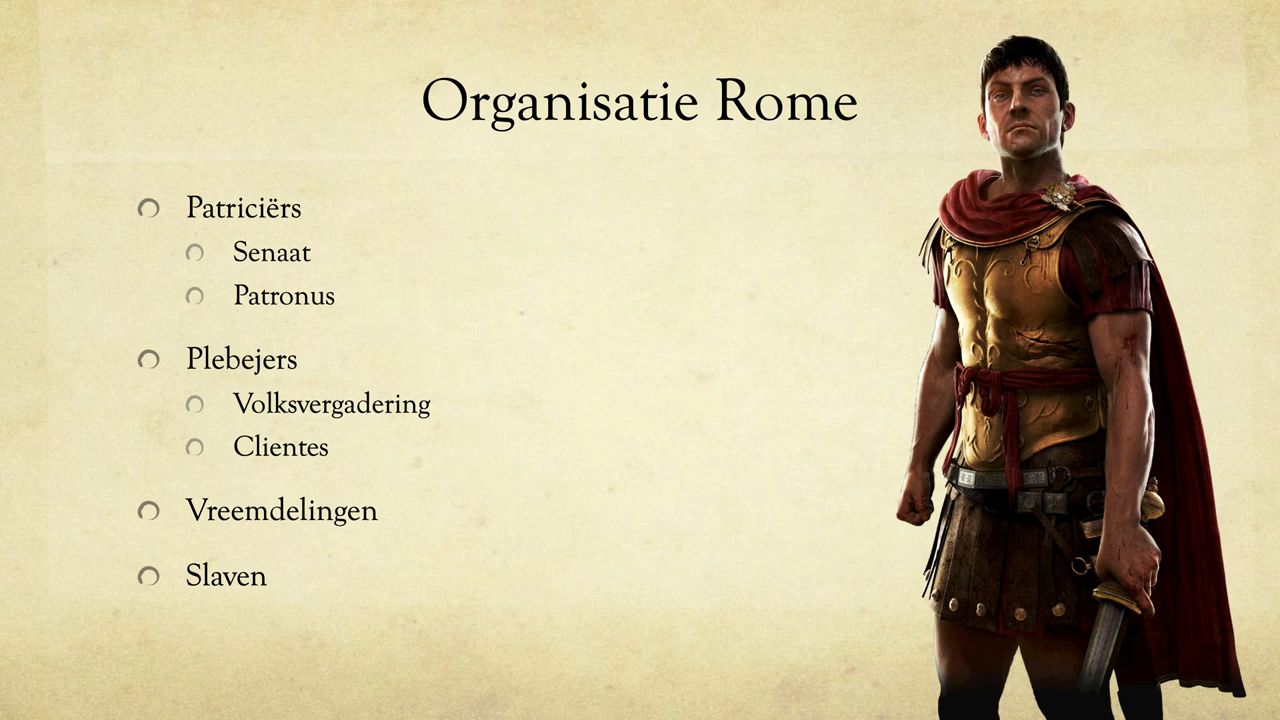 Organisatie Rome
Patriciërs
Senaat
Patronus
Plebejers
Volksvergadering
Clientes
Vreemdelingen
Slaven